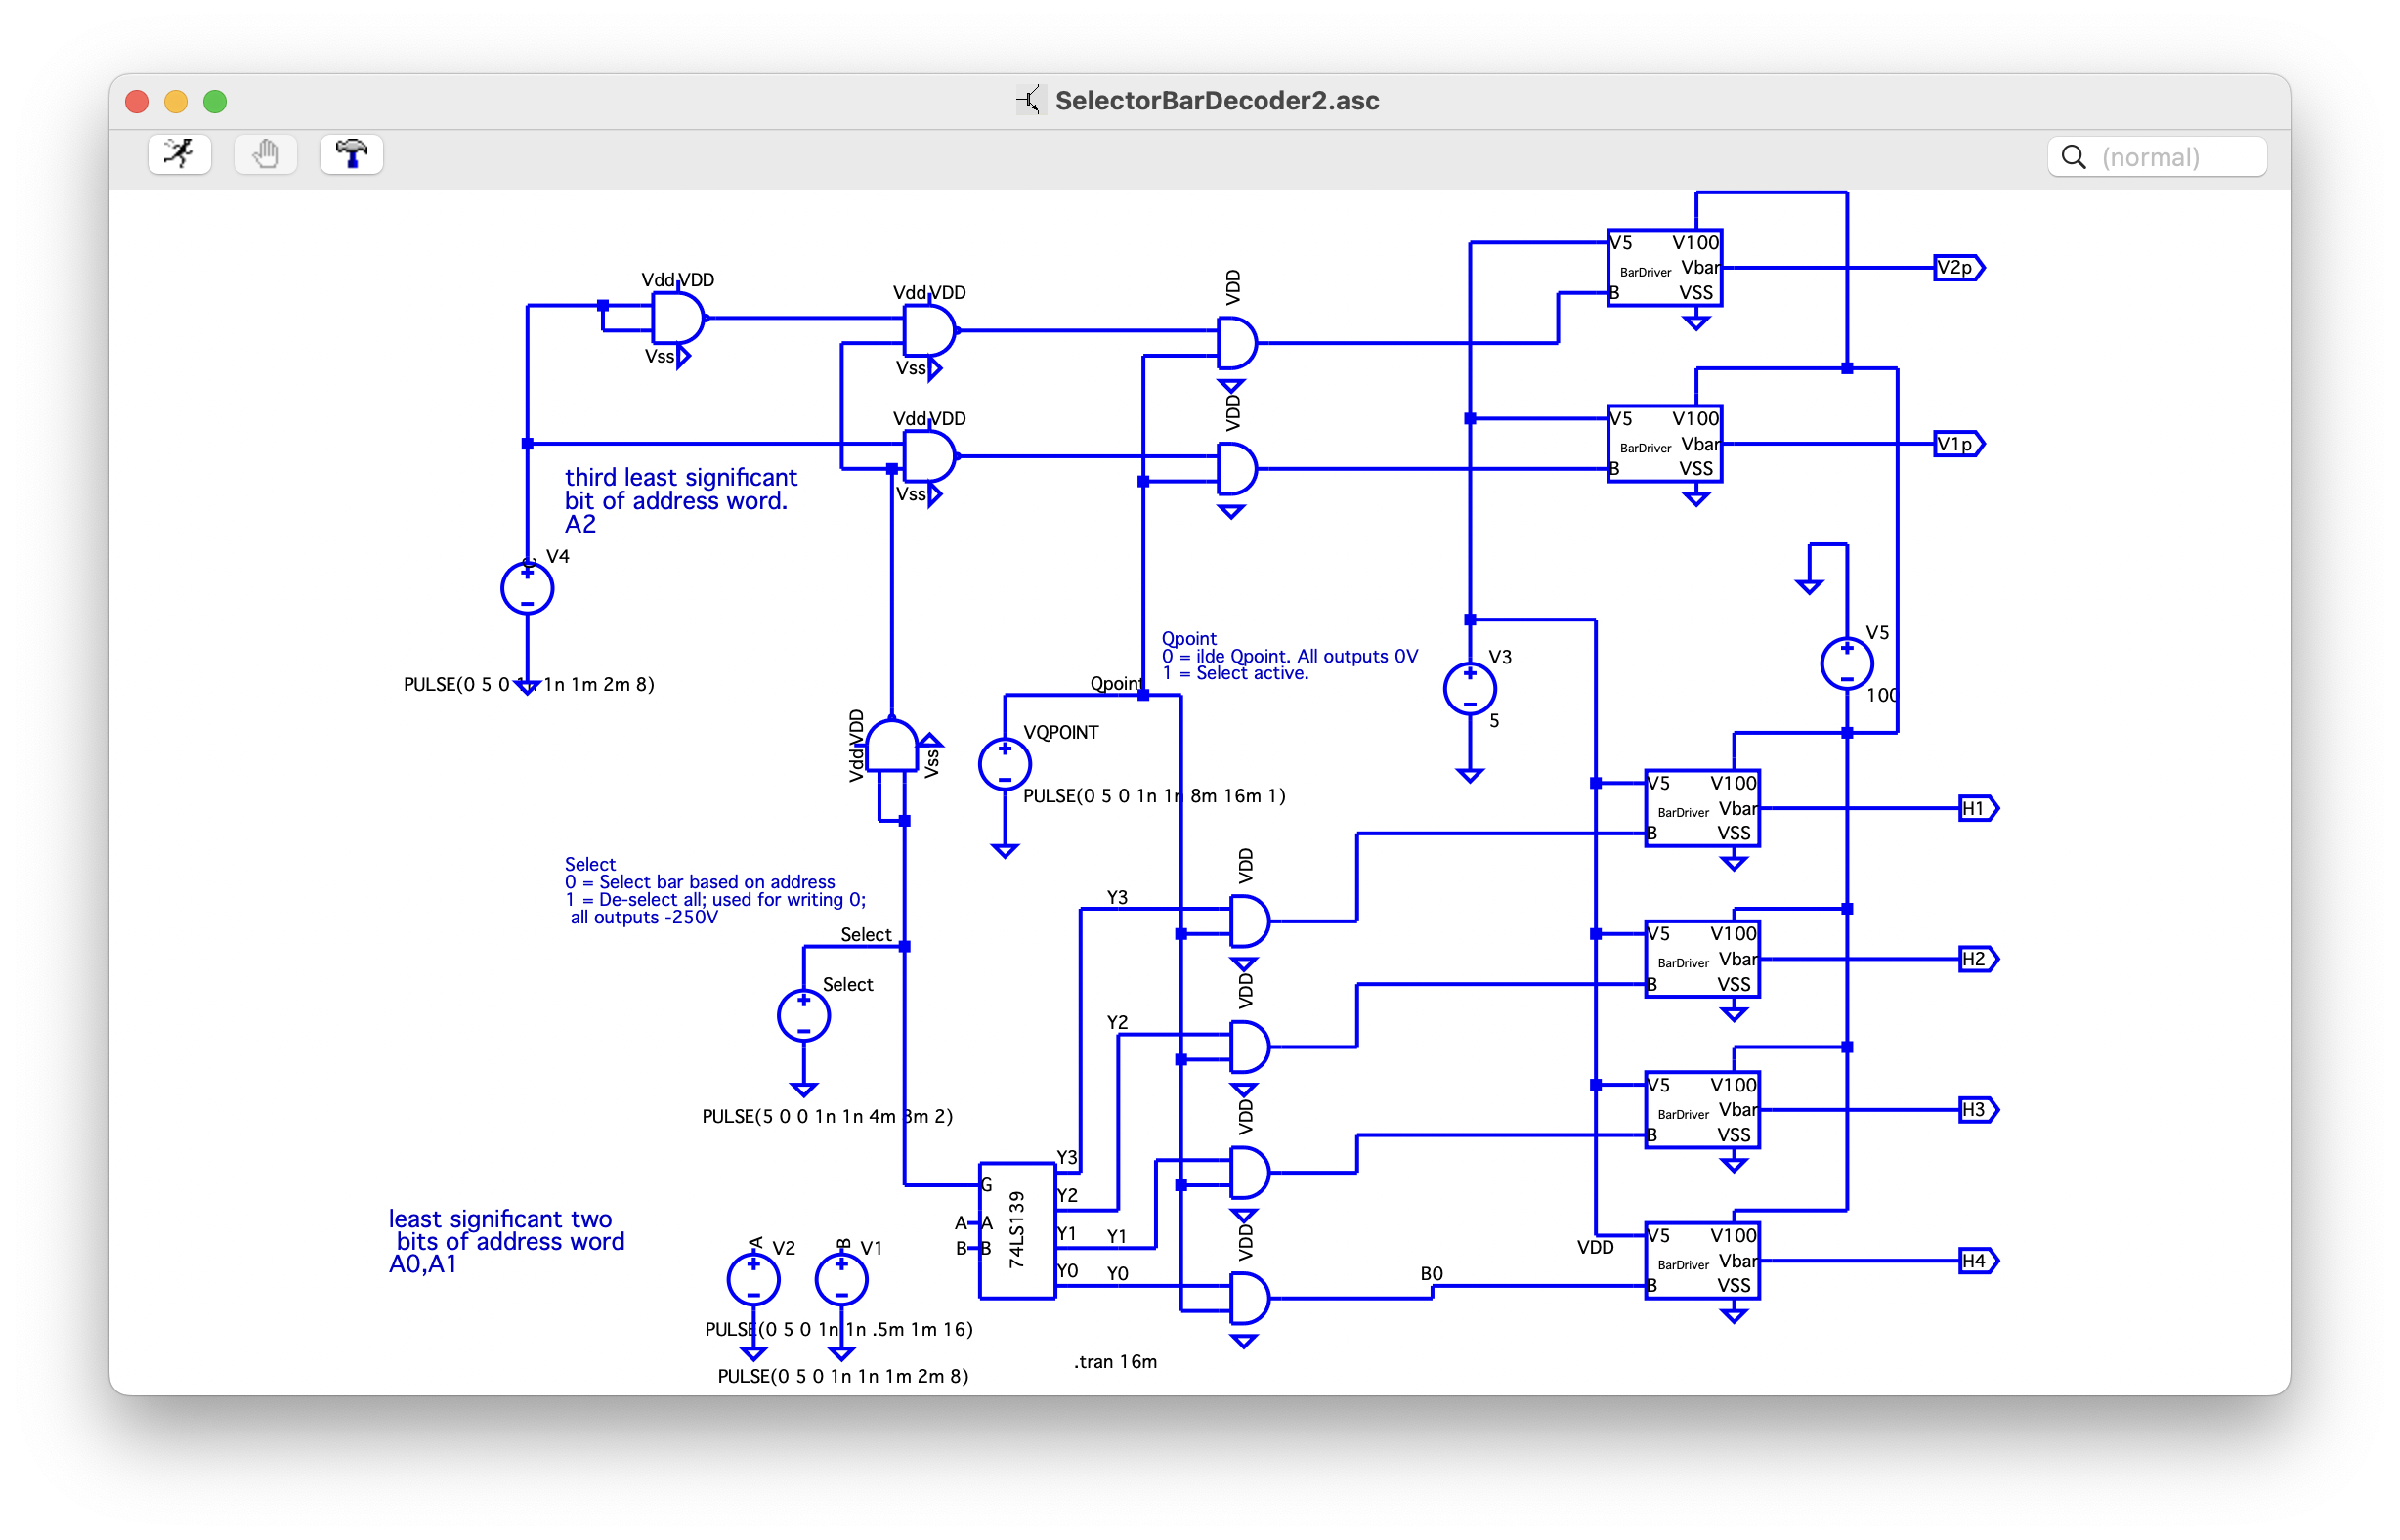 SelectorBarDecoder2.asc
(normal)
V5 V100
BarDriver Vbar
B VSS
V2p
Vdd VDD
Vss
Vdd VDD
Vss
VDD
V5 V100
BarDriver Vbar
B VSS
V1p
Vdd VDD
Vss
VDD
third least significant
bit of address word.
A2
C
V4
PULSE(0 5 0 1n 1n 1m 2m 8)
Qpoint
0 = ilde Qpoint. All outputs 0V
1 = Select active.
Qpoint
V3
5
V5
100
Vdd VDD
Vss
VQPOINT
PULSE(0 5 0 1n 1n 8m 16m 1)
V5 V100
BarDriver Vbar
B VSS
H1
Select
0 = Select bar based on address
1 = De-select all; used for writing 0;
all outputs -250V
Select
Select
PULSE(5 0 0 1n 1n 4m 8m 2)
Y3
VDD
V5 V100
BarDriver Vbar
B VSS
H2
Y2
VDD
V5 V100
BarDriver Vbar
B VSS
H3
VDD
least significant two
bits of address word
A0,A1
A
V2
B
V1
PULSE(0 5 0 1n 1n .5m 1m 16)
PULSE(0 5 0 1n 1n 1m 2m 8)
G
A A
B B
74LS139
Y3
Y2
Y1 Y1
Y0 Y0
VDD
B0
VDD
V5 V100
BarDriver Vbar
B VSS
H4
.tran 16m